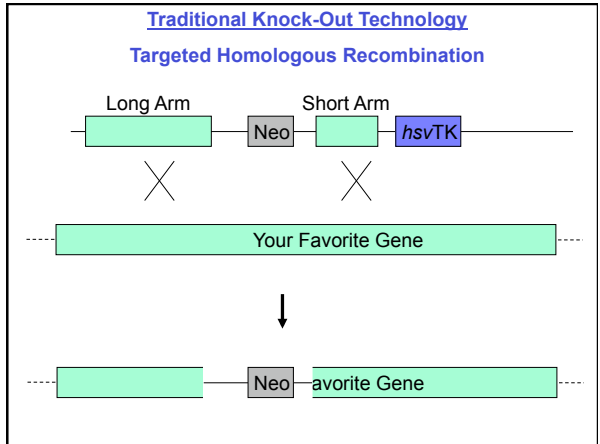 Traditional Knock-Out Technology
Targeted Homologous Recombination
Long Arm
Short Arm
Neo
hsvTK
Your Favorite Gene
Neo
avorite Gene